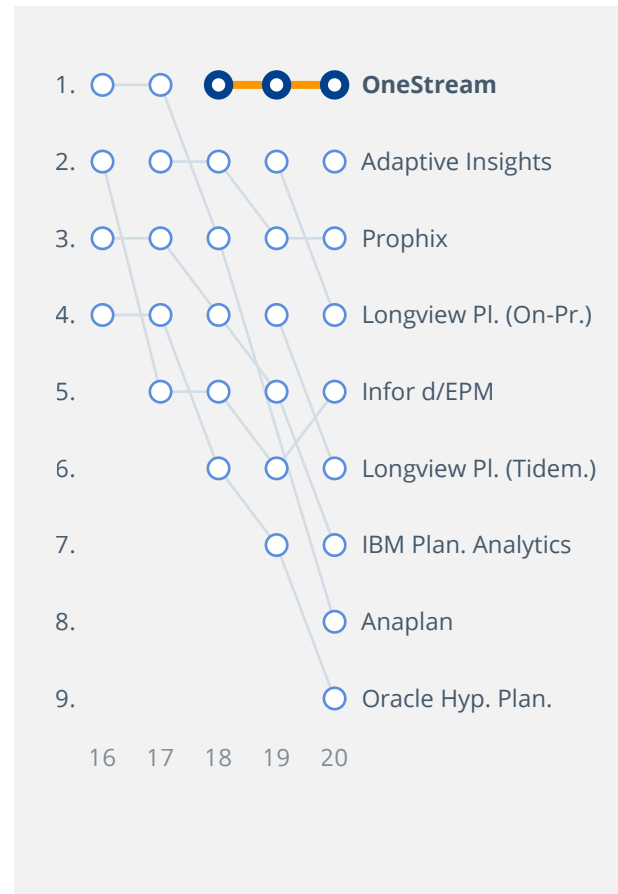 1. OneStream
2. Adaptive Insights
3. Prophix
4. Longview Pl. (On-Pr.)
5. Infor d/EPM
6. Longview Pl. (Tidem.)
7. IBM Plan. Analytics
8. Anaplan
9. Oracle Hyp. Plan.
16 17 18 19 20